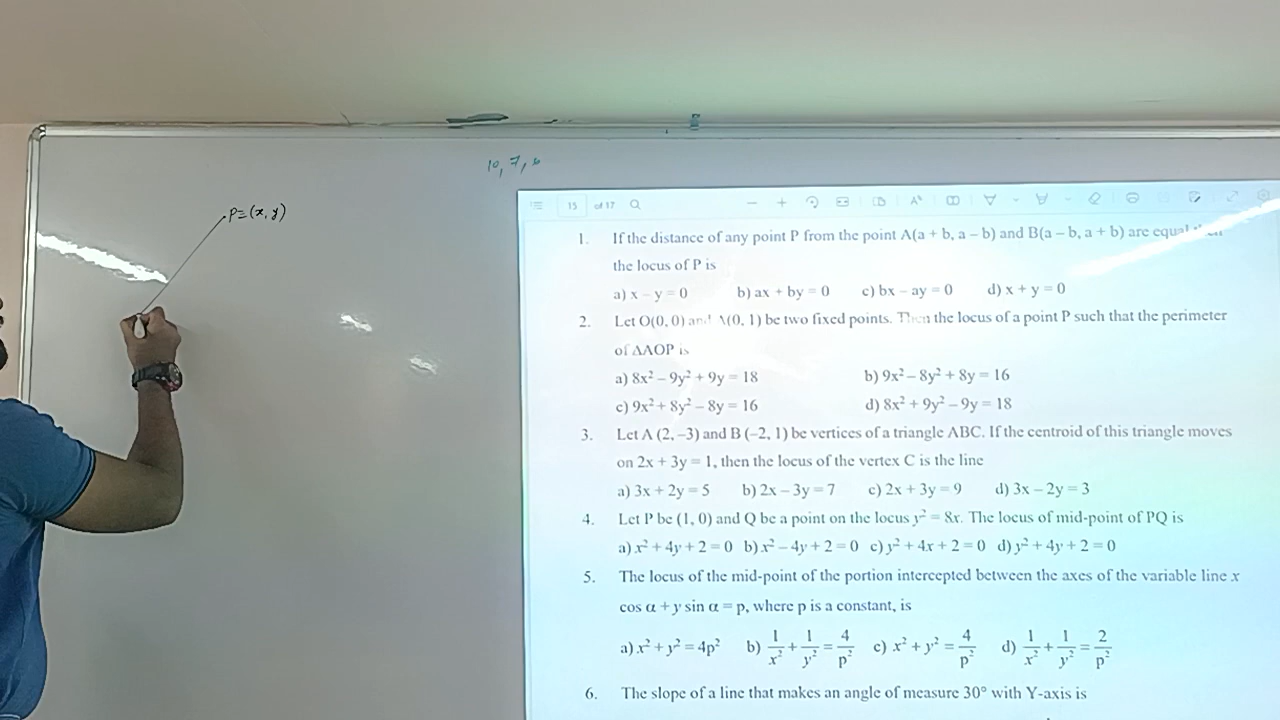 P≡(x, y)
10, 7,
15 of 17
1. If the distance of any point P from the point A(a + b, a – b) and B(a – b, a + b) are equal
the locus of P is
a) x – y = 0 b) ax + by = 0 c) bx – ay = 0 d) x + y = 0
2. Let O(0, 0) and A(0, 1) be two fixed points. Then the locus of a point P such that the perimeter
of ΔAOP is
a) 8x² – 9y² + 9y = 18 b) 9x² – 8y² + 8y = 16
c) 9x² + 8y² – 8y = 16 d) 8x² + 9y² – 9y = 18
3. Let A (2, –3) and B (–2, 1) be vertices of a triangle ABC. If the centroid of this triangle moves
on 2x + 3y = 1, then the locus of the vertex C is the line
a) 3x + 2y = 5 b) 2x – 3y = 7 c) 2x + 3y = 9 d) 3x – 2y = 3
4. Let P be (1, 0) and Q be a point on the locus y² = 8x. The locus of mid-point of PQ is
a) x² + 4y + 2 = 0 b) x² – 4y + 2 = 0 c) y² + 4x + 2 = 0 d) y² + 4y + 2 = 0
5. The locus of the mid-point of the portion intercepted between the axes of the variable line x
cos α + y sin α = p, where p is a constant, is
a) x² + y² = 4p² b) 1/x² + 1/y² = 4/p² c) x² + y² = 4/p² d) 1/x² + 1/y² = 2/p²
6. The slope of a line that makes an angle of measure 30° with Y-axis is